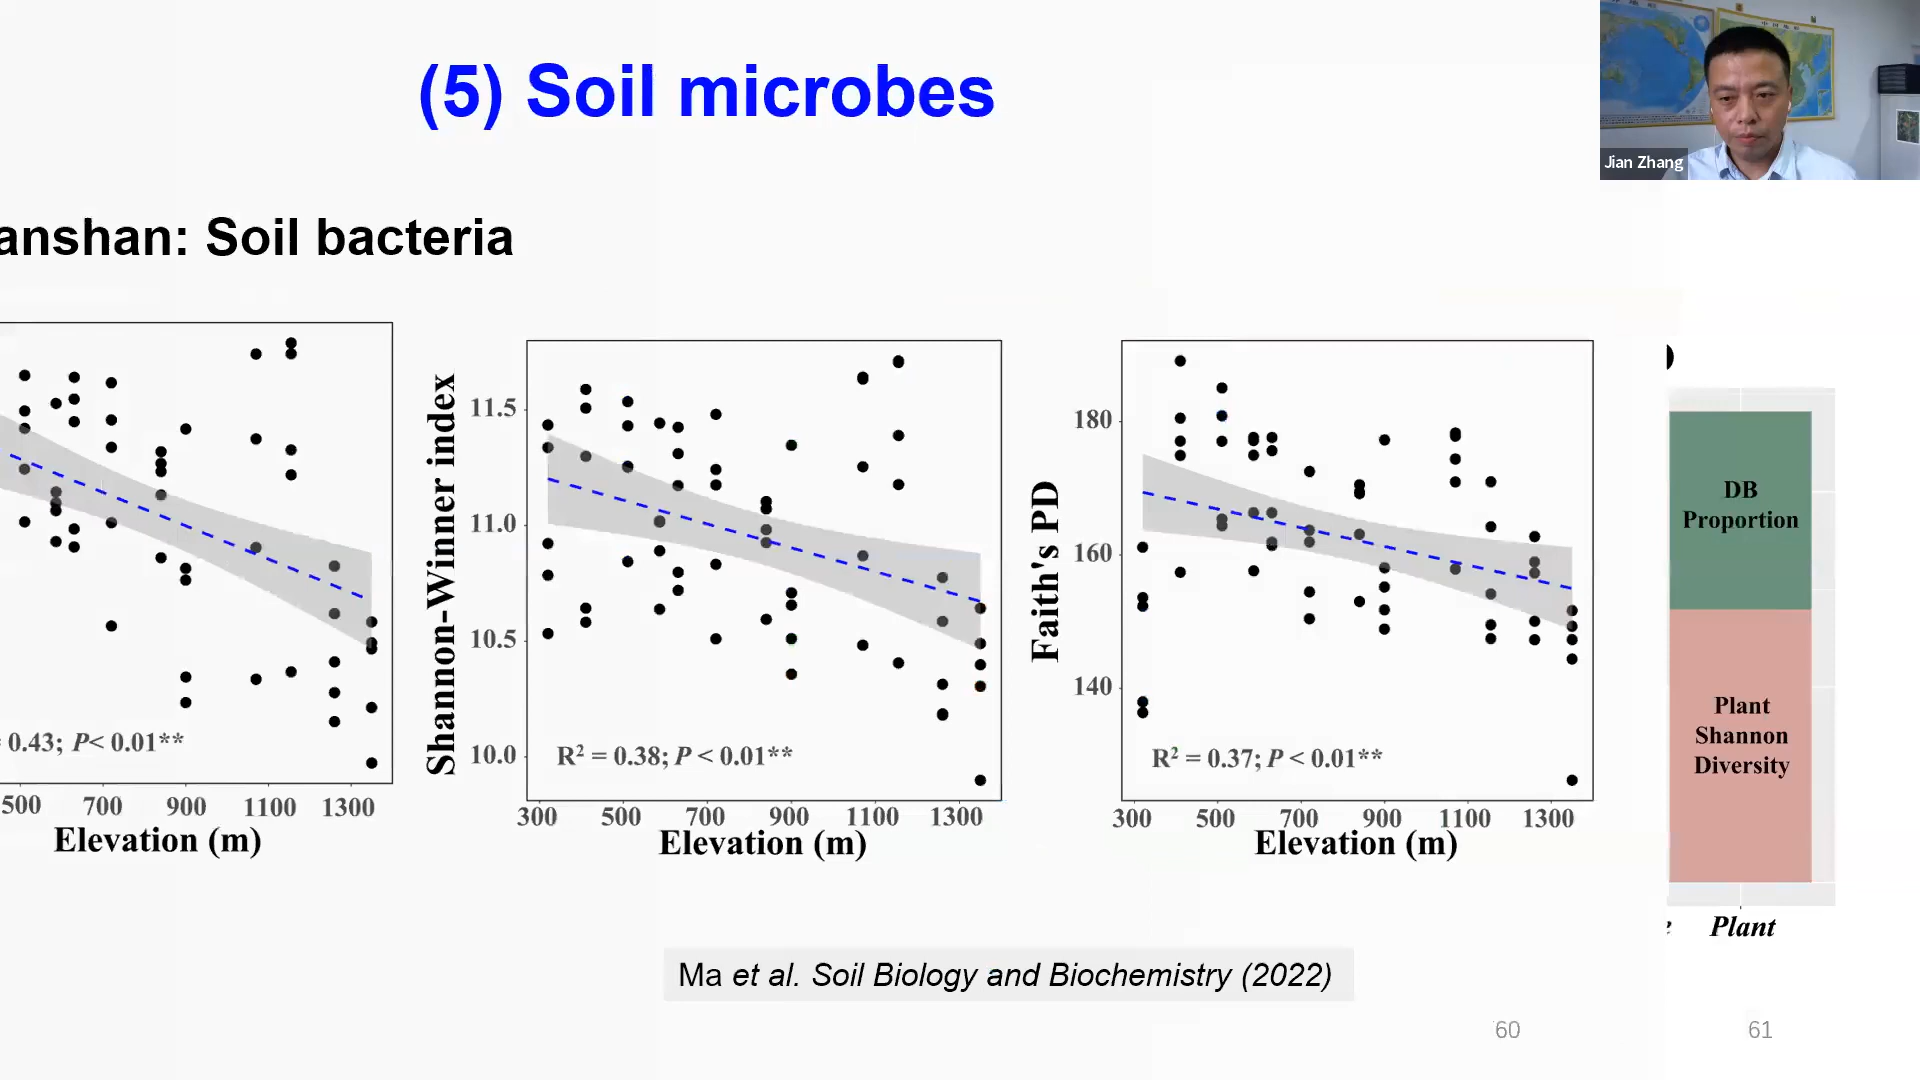 (5) Soil microbes
Jian Zhang
anshan: Soil bacteria
0.43; P< 0.01**
500 700 900 1100 1300
Elevation (m)
Shannon-Winner index
11.5
11.0
10.5
10.0
R² = 0.38; P < 0.01**
300 500 700 900 1100 1300
Elevation (m)
Faith's PD
180
160
140
R² = 0.37; P < 0.01**
300 500 700 900 1100 1300
Elevation (m)
DB
Proportion
Plant
Shannon
Diversity
Plant
Ma et al. Soil Biology and Biochemistry (2022)
60
61